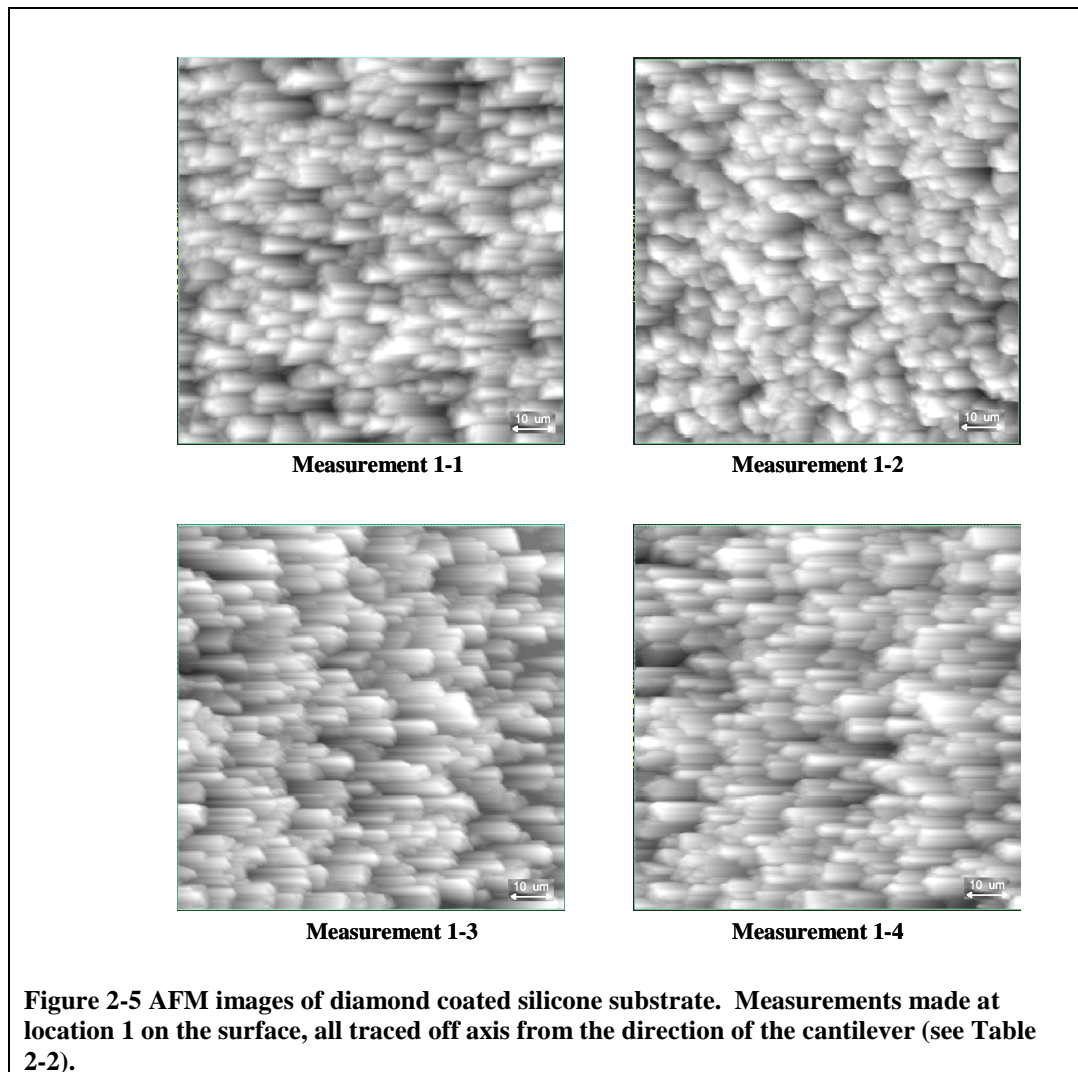 10 um
10 um
Measurement 1-1
Measurement 1-2
10 um
10 um
Measurement 1-3
Measurement 1-4
Figure 2-5 AFM images of diamond coated silicone substrate. Measurements made at
location 1 on the surface, all traced off axis from the direction of the cantilever (see Table
2-2).